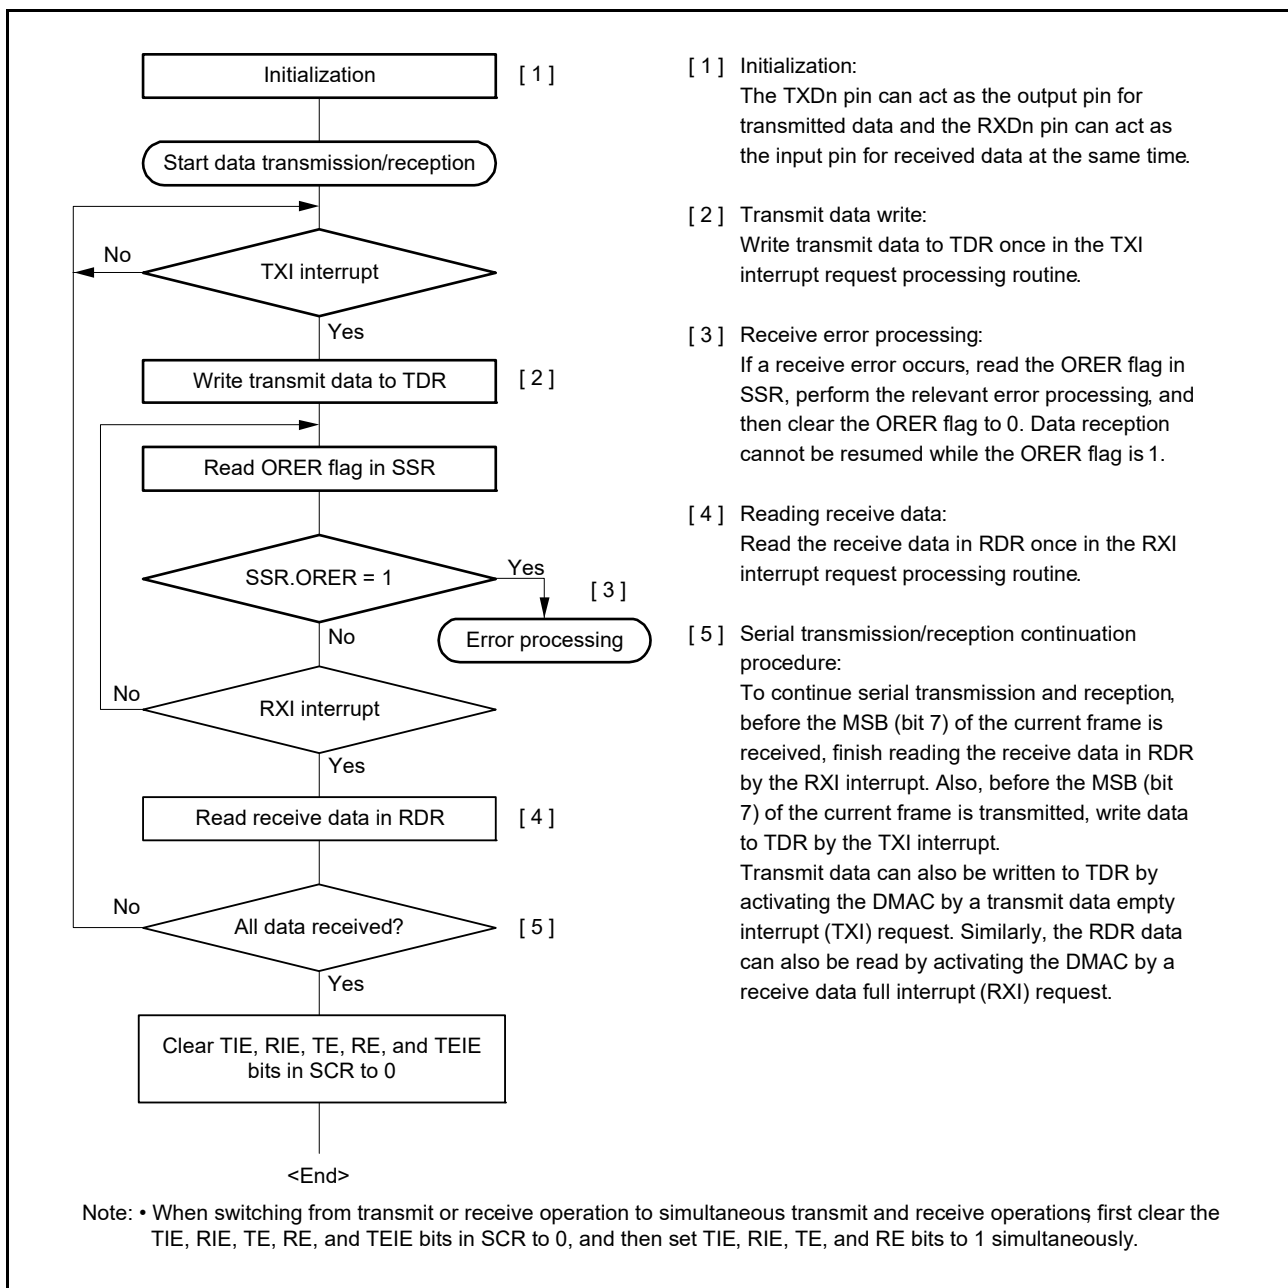 Initialization
[ 1 ]
Start data transmission/reception
No
TXI interrupt
Yes
Write transmit data to TDR
[ 2 ]
Read ORER flag in SSR
SSR.ORER = 1
Yes
[ 3 ]
Error processing
No
No
RXI interrupt
Yes
Read receive data in RDR
[ 4 ]
No
All data received?
[ 5 ]
Yes
Clear TIE, RIE, TE, RE, and TEIE
bits in SCR to 0
<End>
[ 1 ] Initialization:
The TXDn pin can act as the output pin for
transmitted data and the RXDn pin can act as
the input pin for received data at the same time.
[ 2 ] Transmit data write:
Write transmit data to TDR once in the TXI
interrupt request processing routine.
[ 3 ] Receive error processing:
If a receive error occurs, read the ORER flag in
SSR, perform the relevant error processing, and
then clear the ORER flag to 0. Data reception
cannot be resumed while the ORER flag is 1.
[ 4 ] Reading receive data:
Read the receive data in RDR once in the RXI
interrupt request processing routine.
[ 5 ] Serial transmission/reception continuation
procedure:
To continue serial transmission and reception,
before the MSB (bit 7) of the current frame is
received, finish reading the receive data in RDR
by the RXI interrupt. Also, before the MSB (bit
7) of the current frame is transmitted, write data
to TDR by the TXI interrupt.
Transmit data can also be written to TDR by
activating the DMAC by a transmit data empty
interrupt (TXI) request. Similarly, the RDR data
can also be read by activating the DMAC by a
receive data full interrupt (RXI) request.
Note: • When switching from transmit or receive operation to simultaneous transmit and receive operations, first clear the
TIE, RIE, TE, RE, and TEIE bits in SCR to 0, and then set TIE, RIE, TE, and RE bits to 1 simultaneously.